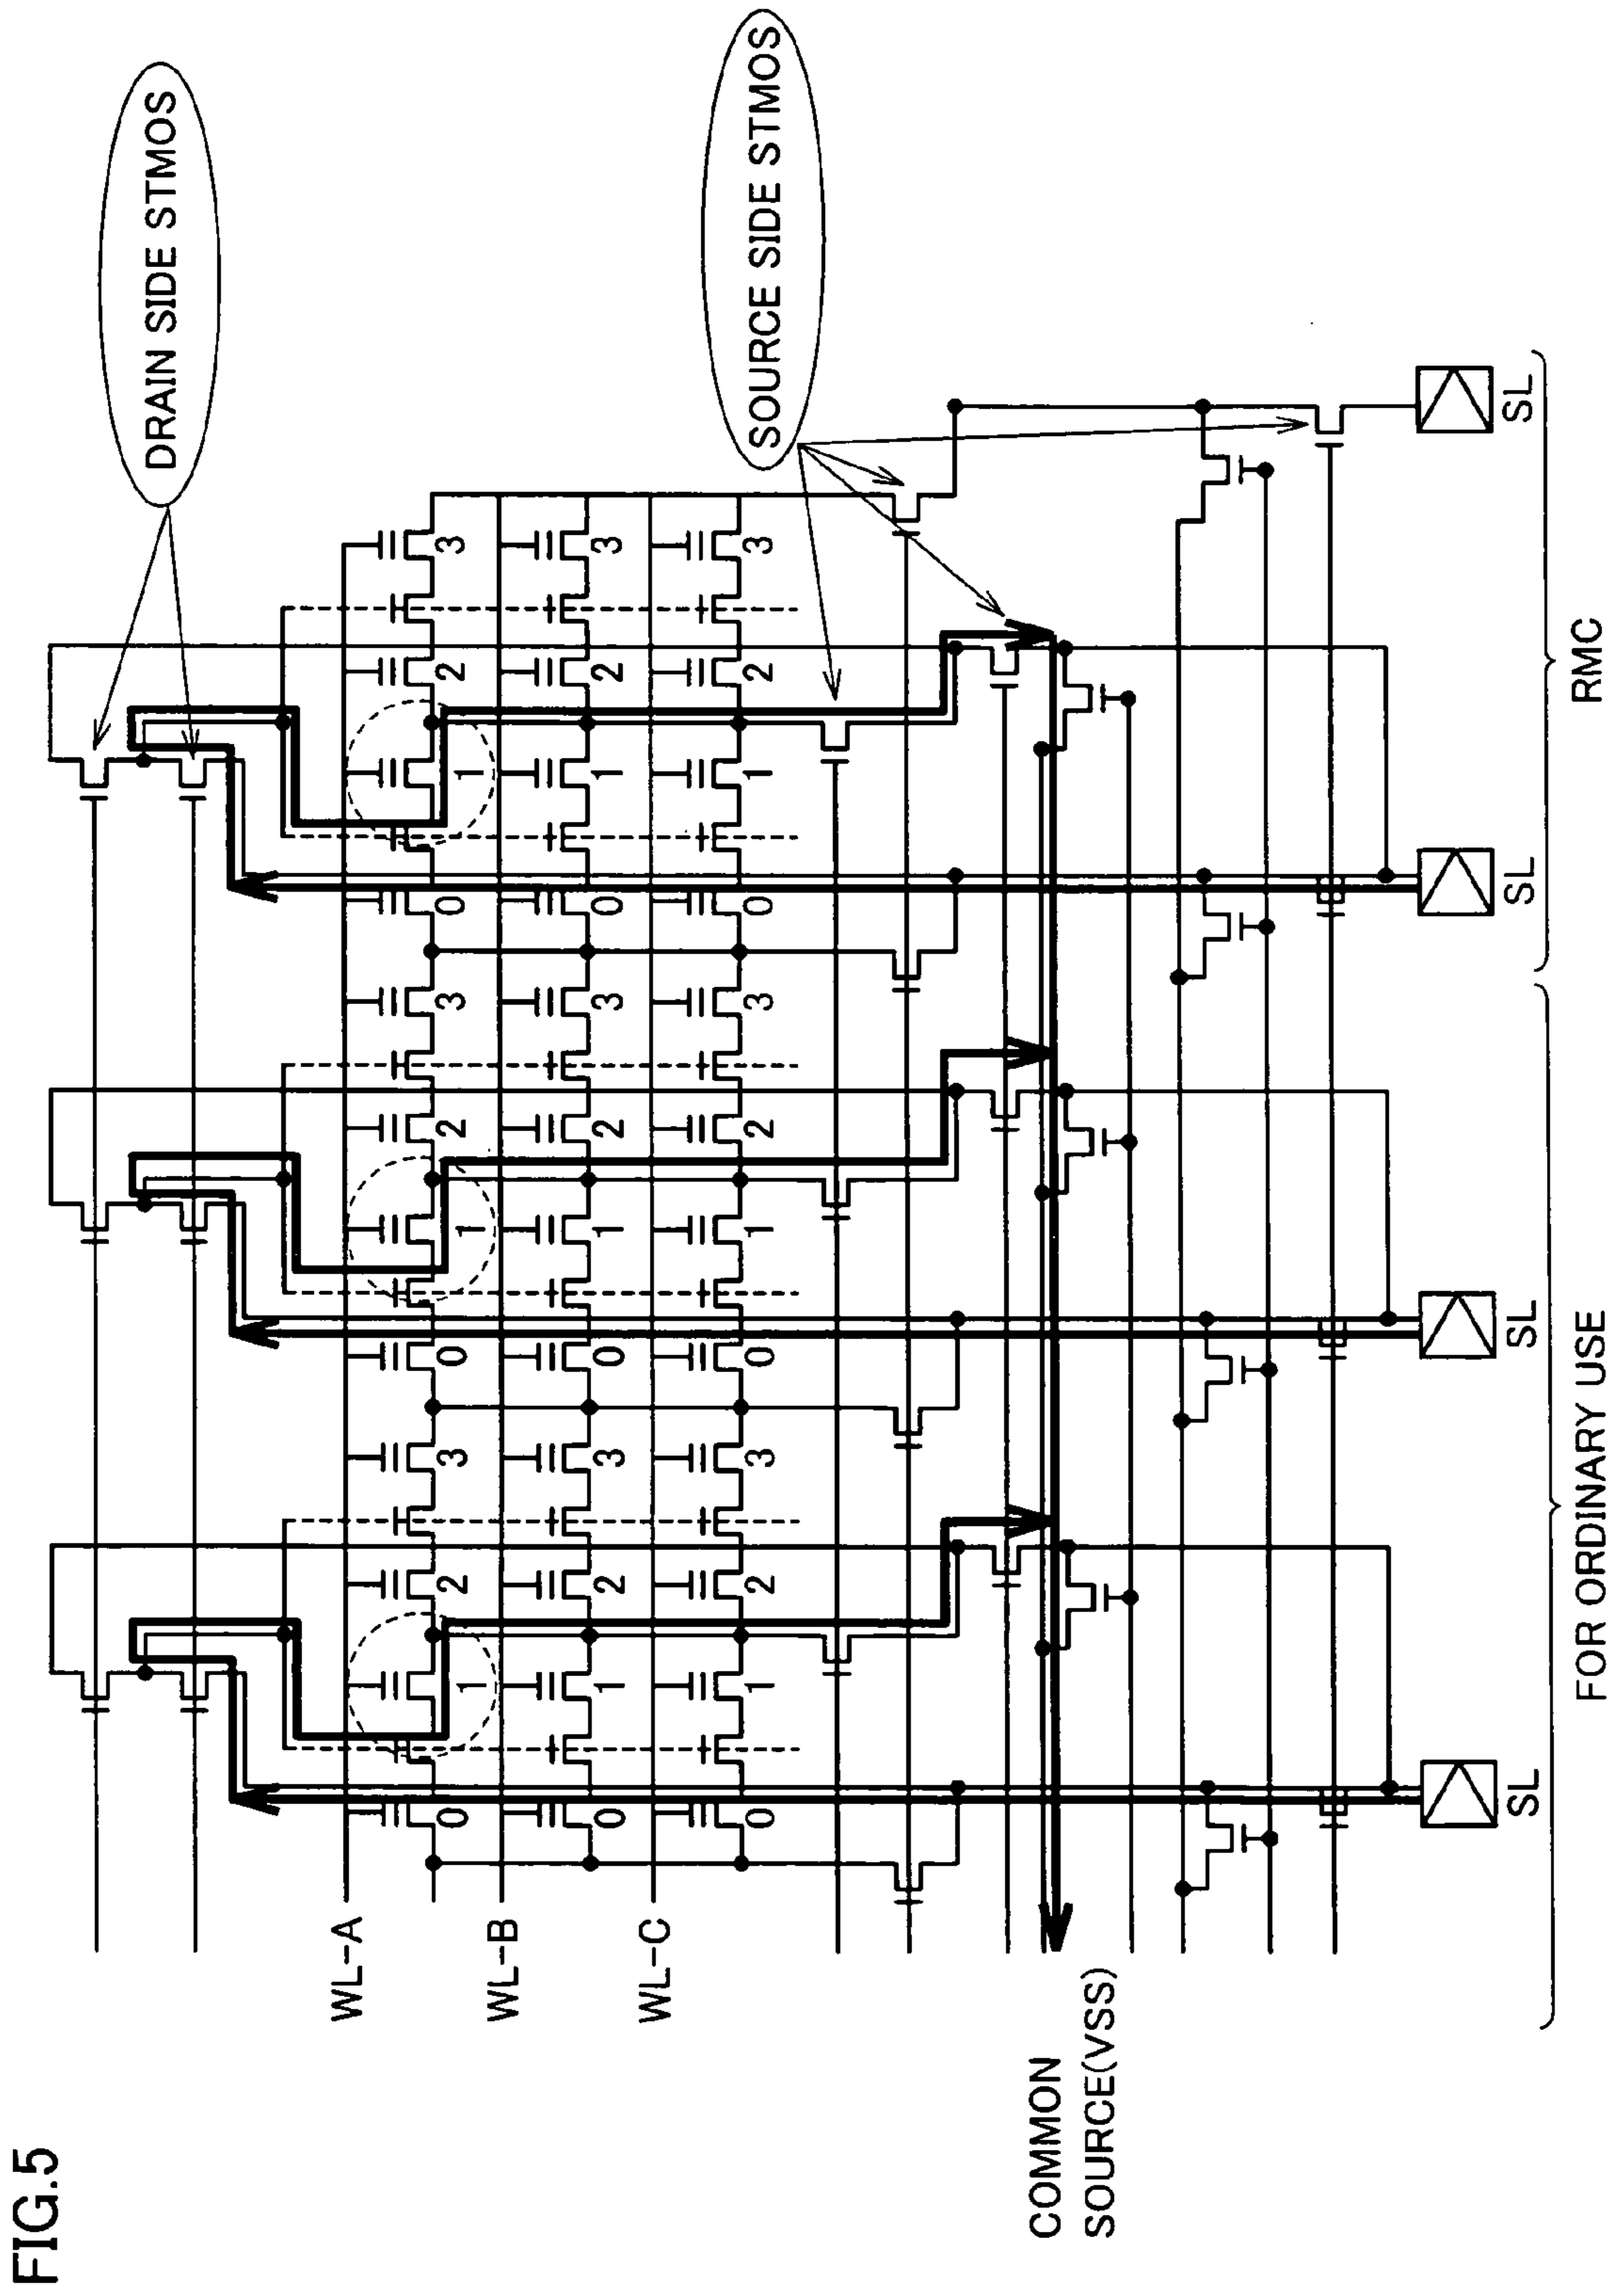 FIG.5
DRAIN SIDE STMOS
WL-A
0 1 2 3 0 1 2 3 0 1 2 3
WL-B
0 1 2 3 0 1 2 3 0 1 2 3
WL-C
0 1 2 3 0 1 2 3 0 1 2 3
SOURCE SIDE STMOS
COMMON
SOURCE(VSS)
SL SL SL SL
FOR ORDINARY USE
RMC